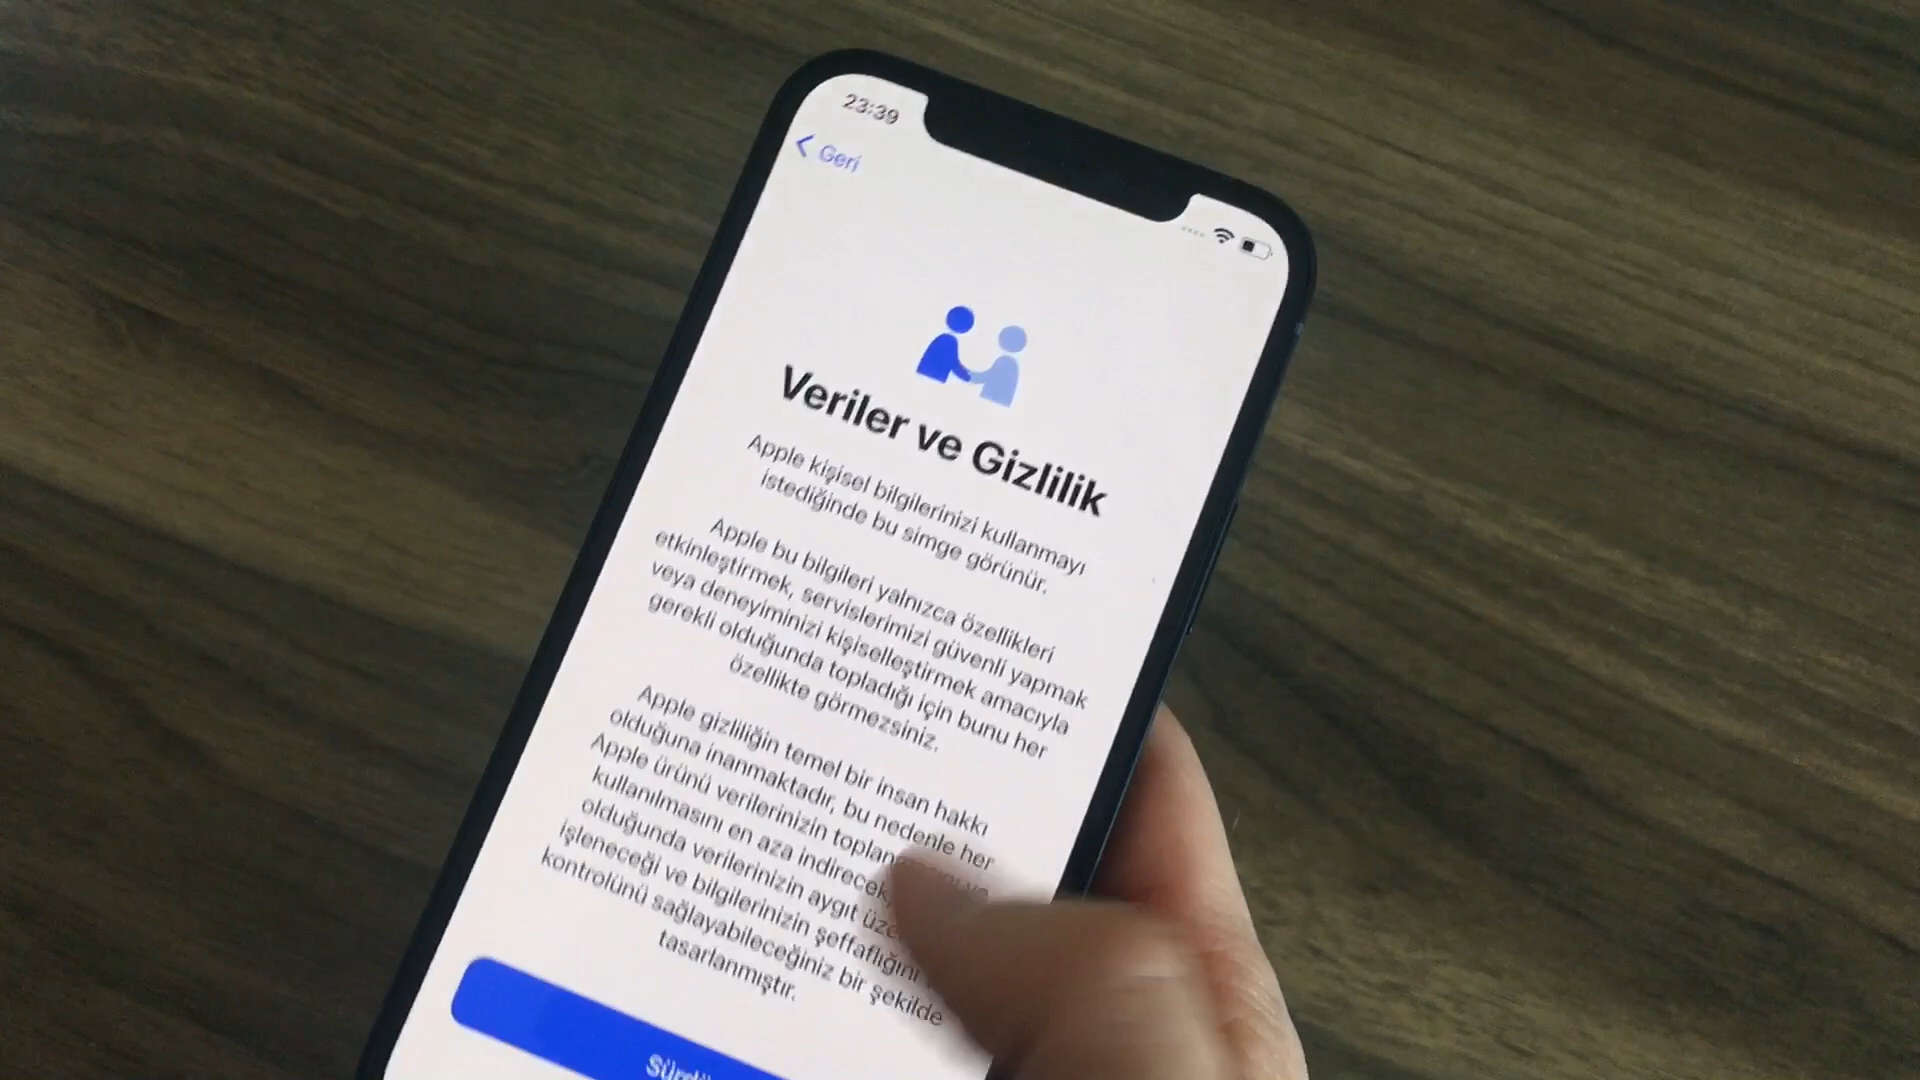 23:39
Geri
Veriler ve Gizlilik
Apple kişisel bilgilerinizi kullanmayı
istediğinde bu simge görünür.
Apple bu bilgileri yalnızca özellikleri
etkinleştirmek, servislerimizi güvenli yapmak
veya deneyiminizi kişiselleştirmek amacıyla
gerekli olduğunda topladığı için bunu her
özellikte görmezsiniz.
Apple gizliliğin temel bir insan hakkı
olduğuna inanmaktadır, bu nedenle her
Apple ürünü verilerinizin
kullanılmasını en aza indirecek,
olduğunda verilerinizin aygıt
işleneceği ve bilgilerinizin şeffaflığını
kontrolünü sağlayabileceğiniz bir şekilde
tasarlanmıştır.